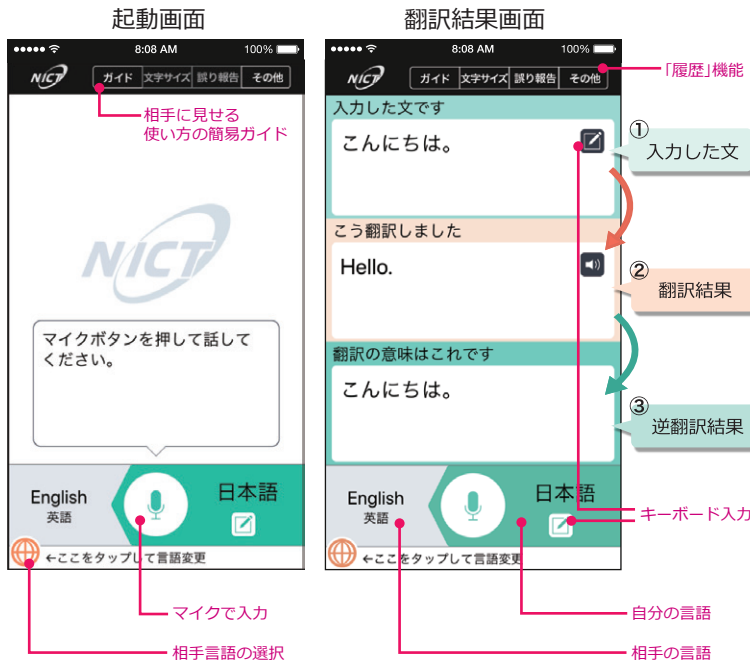 起動画面
8:08 AM
100%
NICT
ガイド
文字サイズ
誤り報告
その他
相手に見せる
使い方の簡易ガイド
NICT
マイクボタンを押して話して
ください。
English
英語
日本語
←ここをタップして言語変更
マイクで入力
相手言語の選択
翻訳結果画面
8:08 AM
100%
NICT
ガイド
文字サイズ
誤り報告
その他
「履歴」機能
入力した文です
こんにちは。
①
入力した文
こう翻訳しました
Hello.
②
翻訳結果
翻訳の意味はこれです
こんにちは。
③
逆翻訳結果
English
英語
日本語
キーボード入力
←ここをタップして言語変更
自分の言語
相手の言語